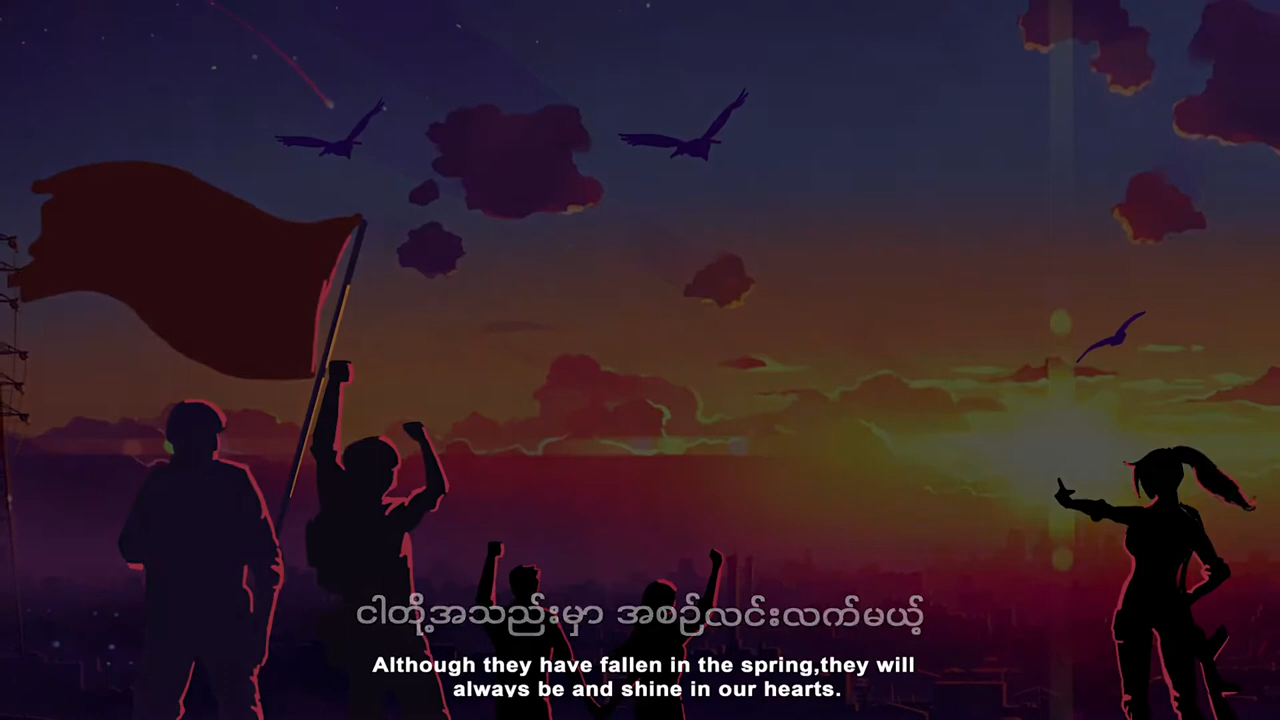 ငါတို့အသည်းမှာ အစဉ်လင်းလက်မယ့်
Although they have fallen in the spring,they will
always be and shine in our hearts.